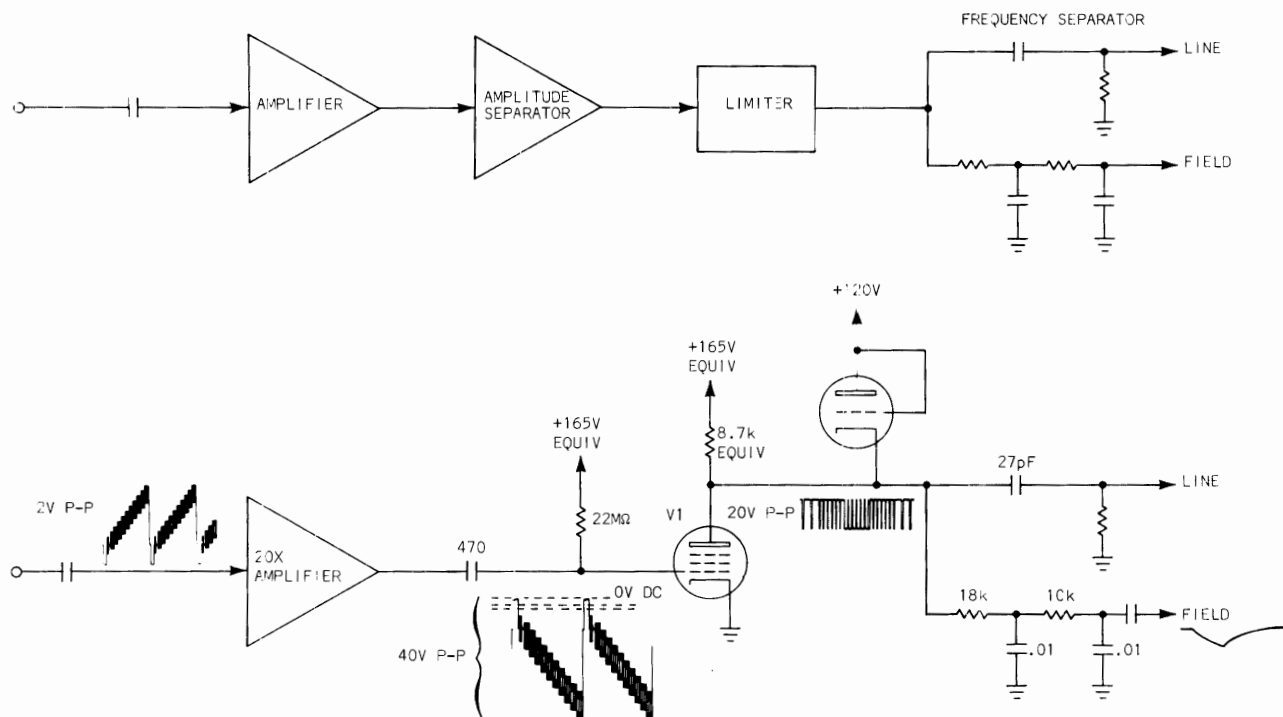 FREQUENCY SEPARATOR
LINE
AMPLIFIER
AMPLITUDE
SEPARATOR
LIMITER
FIELD
+120V
+165V
EQUIV
+165V
EQUIV
8.7k
EQUIV
27pF
LINE
2V P-P
22MΩ
V1
20V P-P
470
20X
AMPLIFIER
0V DC
18k
10k
FIELD
40V P-P
.01
.01